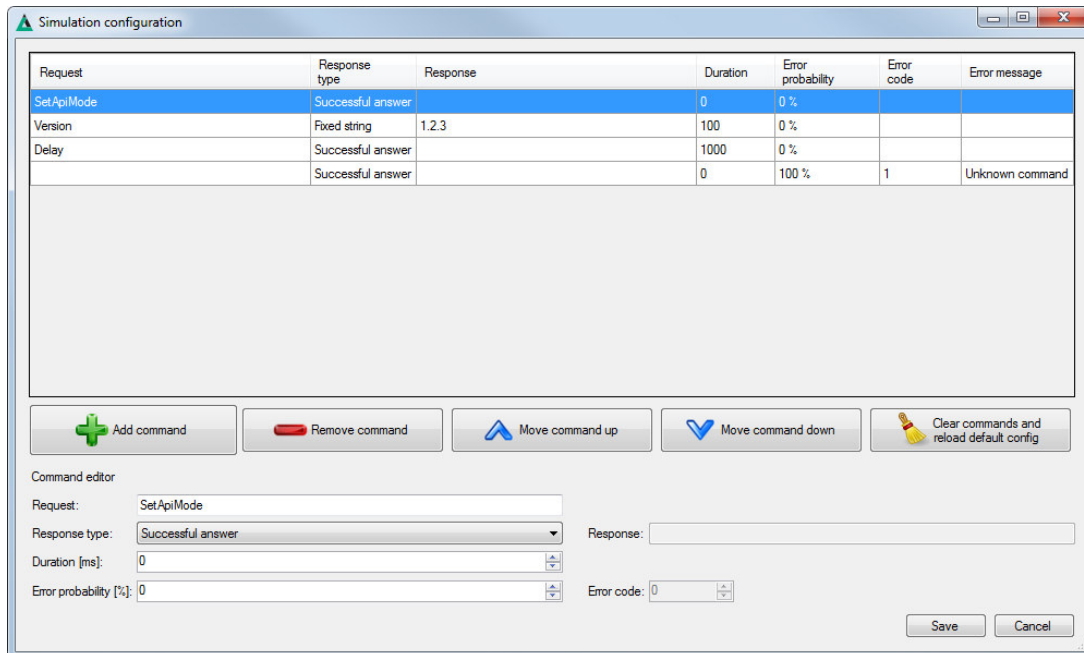 Simulation configuration
Request Response type Response Duration Error probability Error code Error message
SetApiMode Successful answer 0 0 %
Version Fixed string 1.2.3 100 0 %
Delay Successful answer 1000 0 %
Successful answer 0 100 % 1 Unknown command
Add command Remove command Move command up Move command down Clear commands and reload default config
Command editor
Request: SetApiMode
Response type: Successful answer Response:
Duration [ms]: 0
Error probability [%]: 0 Error code: 0
Save Cancel